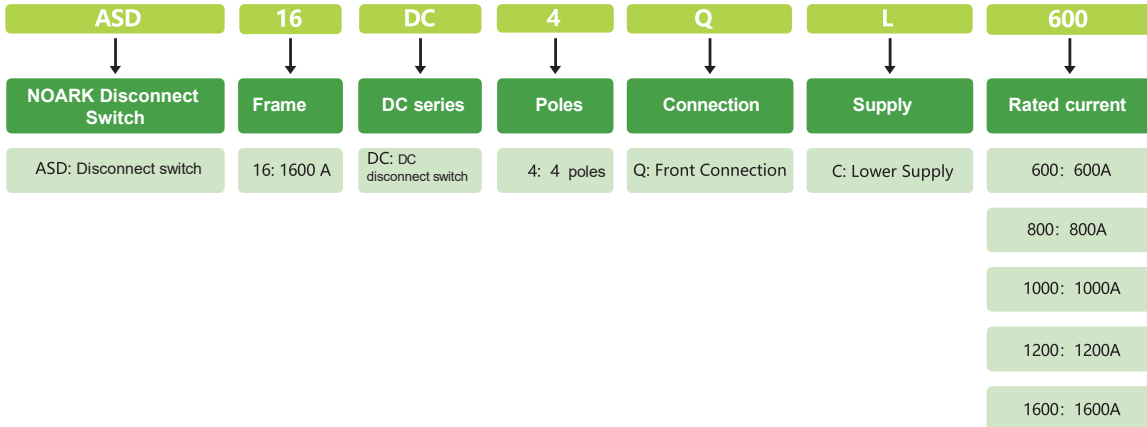 ASD 16 DC 4 Q L 600
NOARK Disconnect
Switch
Frame
DC series
Poles
Connection
Supply
Rated current
ASD: Disconnect switch
16: 1600 A
DC: DC
disconnect switch
4: 4 poles
Q: Front Connection
C: Lower Supply
600: 600A
800: 800A
1000: 1000A
1200: 1200A
1600: 1600A